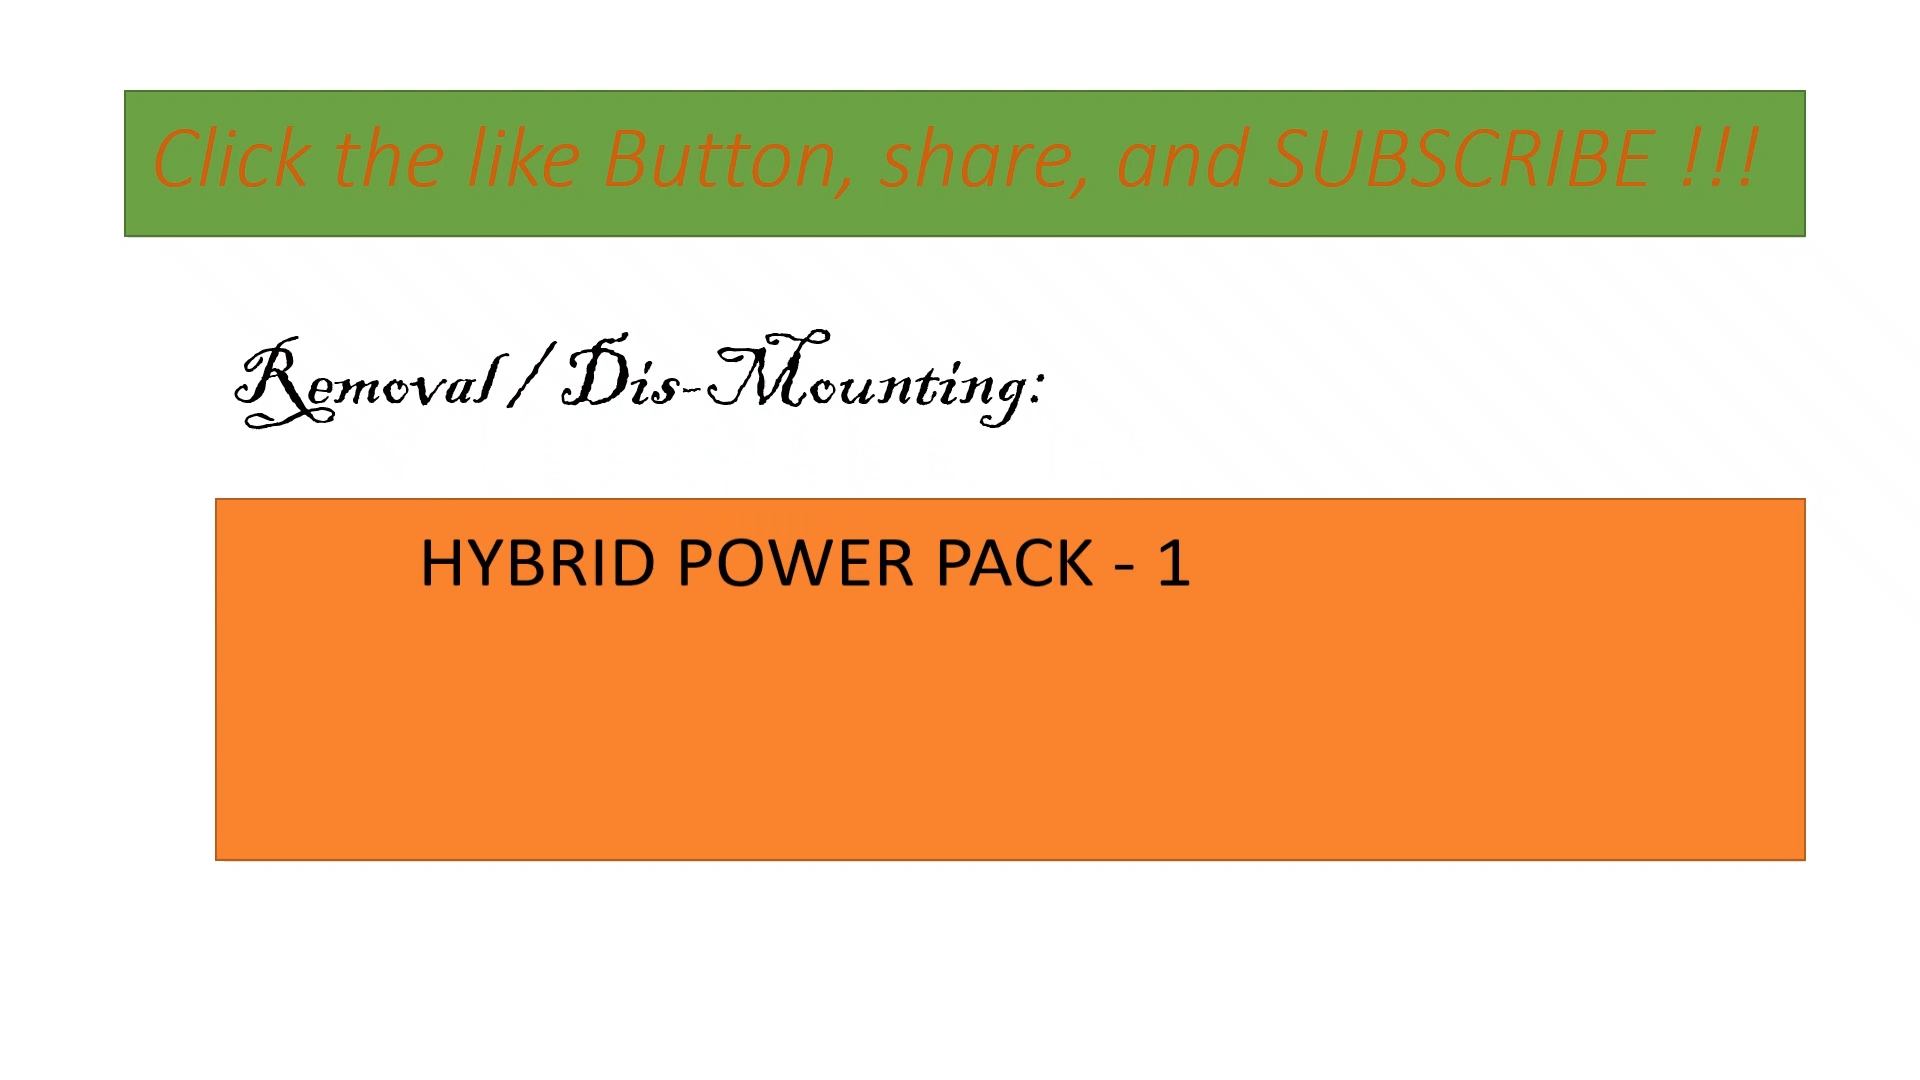 Click the like Button, share, and SUBSCRIBE !!!
Removal / Dis-Mounting:
HYBRID POWER PACK - 1